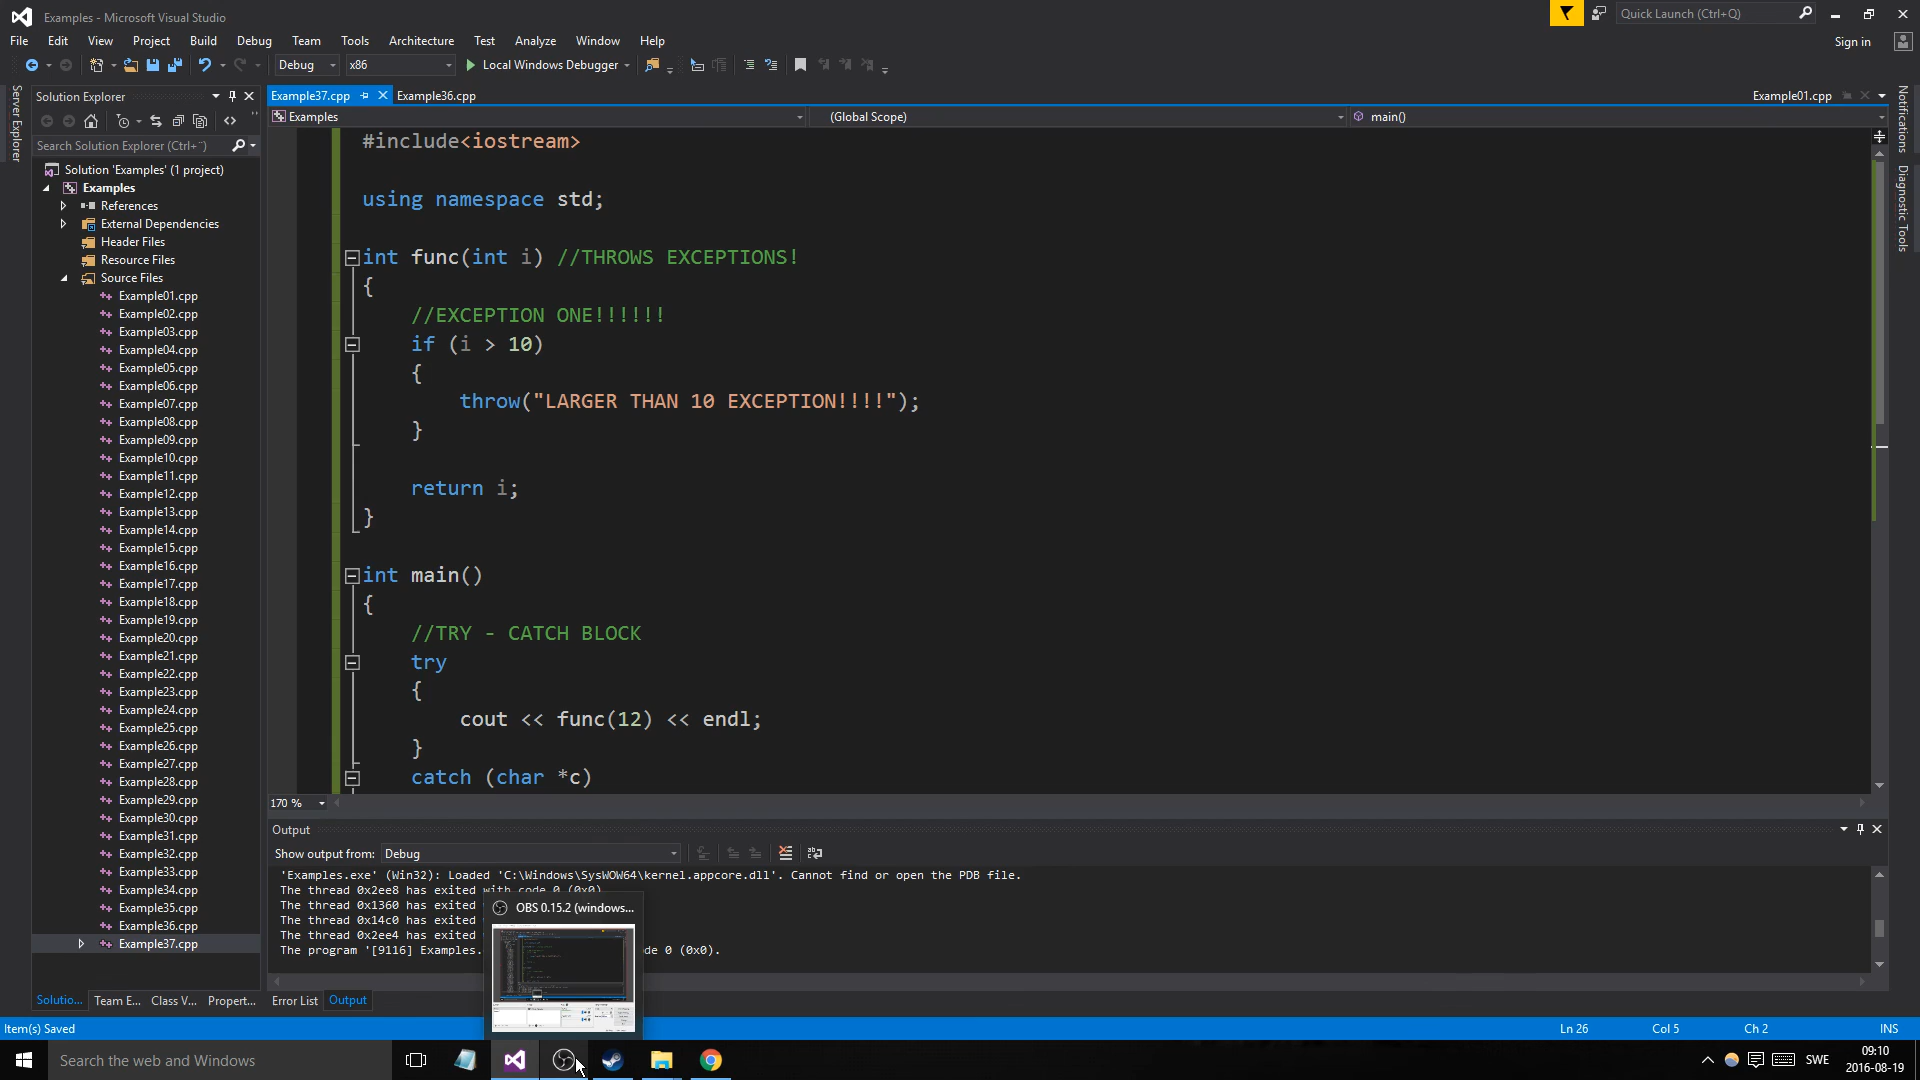 Examples - Microsoft Visual Studio
Quick Launch (Ctrl+Q)
File Edit View Project Build Debug Team Tools Architecture Test Analyze Window Help
Sign in
Debug x86 Local Windows Debugger
Server Explorer
Solution Explorer
Example37.cpp Example36.cpp
Example01.cpp
Notifications
Diagnostic Tools
Examples (Global Scope) main()
Search Solution Explorer (Ctrl+¨)
Solution 'Examples' (1 project)
Examples
References
External Dependencies
Header Files
Resource Files
Source Files
Example01.cpp
Example02.cpp
Example03.cpp
Example04.cpp
Example05.cpp
Example06.cpp
Example07.cpp
Example08.cpp
Example09.cpp
Example10.cpp
Example11.cpp
Example12.cpp
Example13.cpp
Example14.cpp
Example15.cpp
Example16.cpp
Example17.cpp
Example18.cpp
Example19.cpp
Example20.cpp
Example21.cpp
Example22.cpp
Example23.cpp
Example24.cpp
Example25.cpp
Example26.cpp
Example27.cpp
Example28.cpp
Example29.cpp
Example30.cpp
Example31.cpp
Example32.cpp
Example33.cpp
Example34.cpp
Example35.cpp
Example36.cpp
Example37.cpp
Solutio... Team E... Class V... Propert...
#include<iostream>
using namespace std;
int func(int i) //THROWS EXCEPTIONS!
{
//EXCEPTION ONE!!!!!!
if (i > 10)
{
throw("LARGER THAN 10 EXCEPTION!!!!");
}
return i;
}
int main()
{
//TRY - CATCH BLOCK
try
{
cout << func(12) << endl;
}
catch (char *c)
170 %
Output
Show output from: Debug
'Examples.exe' (Win32): Loaded 'C:\Windows\SysWOW64\kernel.appcore.dll'. Cannot find or open the PDB file.
The thread 0x2ee8 has exited with code 0 (0x0).
The thread 0x1360 has exited
The thread 0x14c0 has exited
The thread 0x2ee4 has exited
The program '[9116] Examples. de 0 (0x0).
OBS 0.15.2 (windows...
Error List Output
Item(s) Saved
Ln 26 Col 5 Ch 2 INS
Search the web and Windows
SWE
09:10
2016-08-19